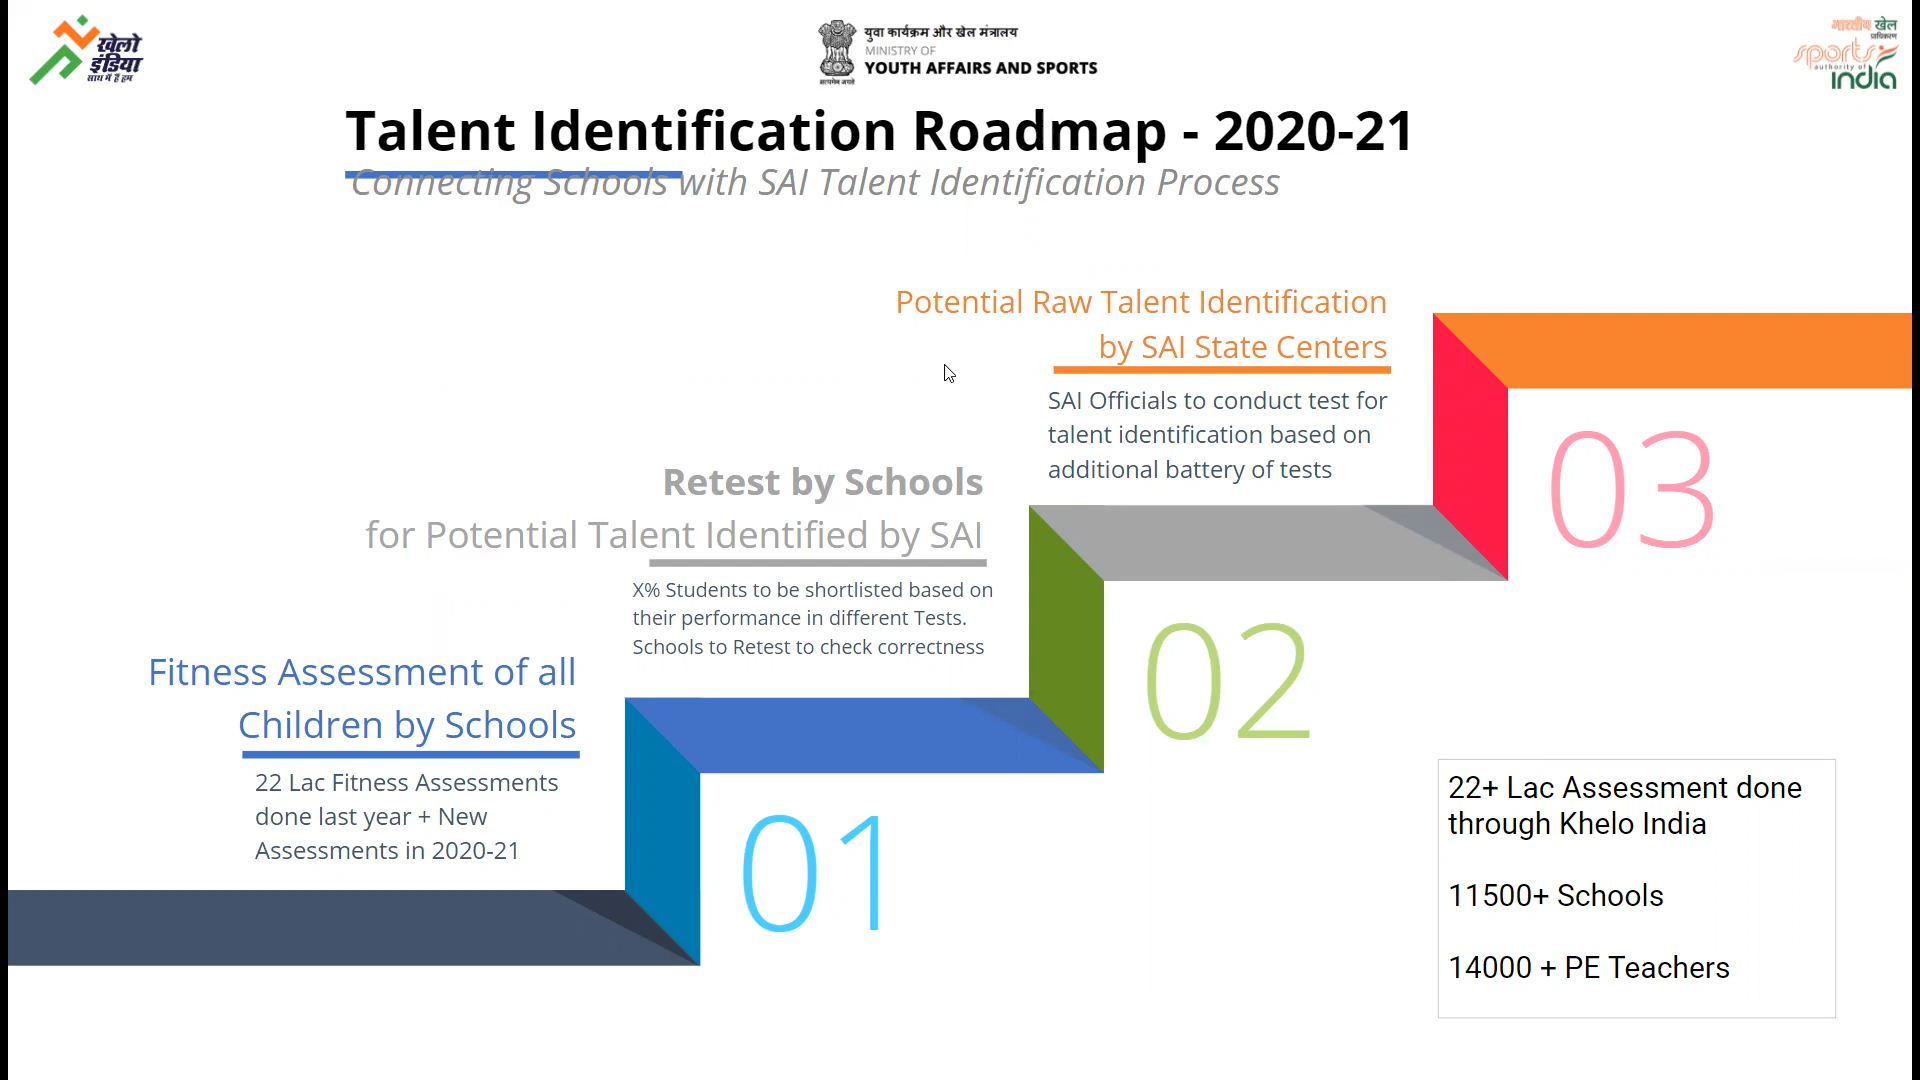 खेलो
इंडिया
साथ में हैं हम
युवा कार्यक्रम और खेल मंत्रालय
MINISTRY OF
YOUTH AFFAIRS AND SPORTS
सत्यमेव जयते
भारतीय खेल
प्राधिकरण
sports
authority of
india
Talent Identification Roadmap - 2020-21
Connecting Schools with SAI Talent Identification Process
Potential Raw Talent Identification
by SAI State Centers
SAI Officials to conduct test for
talent identification based on
additional battery of tests
03
Retest by Schools
for Potential Talent Identified by SAI
X% Students to be shortlisted based on
their performance in different Tests.
Schools to Retest to check correctness
02
Fitness Assessment of all
Children by Schools
22 Lac Fitness Assessments
done last year + New
Assessments in 2020-21
01
22+ Lac Assessment done
through Khelo India
11500+ Schools
14000 + PE Teachers